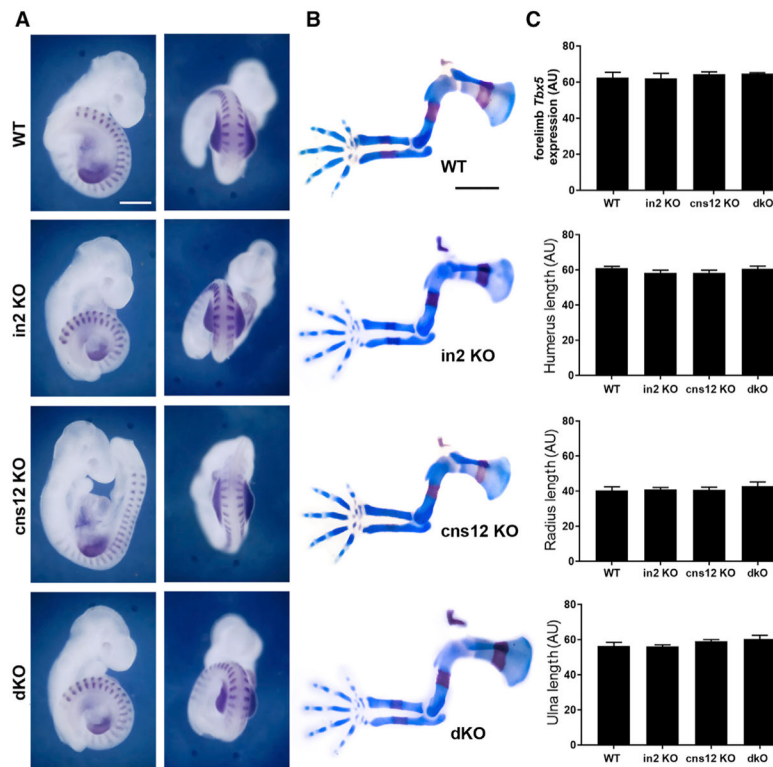 A
B
C
WT
in2 KO
cns12 KO
dKO
WT
in2 KO
cns12 KO
dKO
forelimb Tbx5
expression (AU)
80
60
40
20
0
WT in2 KO cns12 KO dKO
Humerus length (AU)
80
60
40
20
0
WT in2 KO cns12 KO dKO
Radius length (AU)
80
60
40
20
0
WT in2 KO cns12 KO dKO
Ulna length (AU)
80
60
40
20
0
WT in2 KO cns12 KO dKO